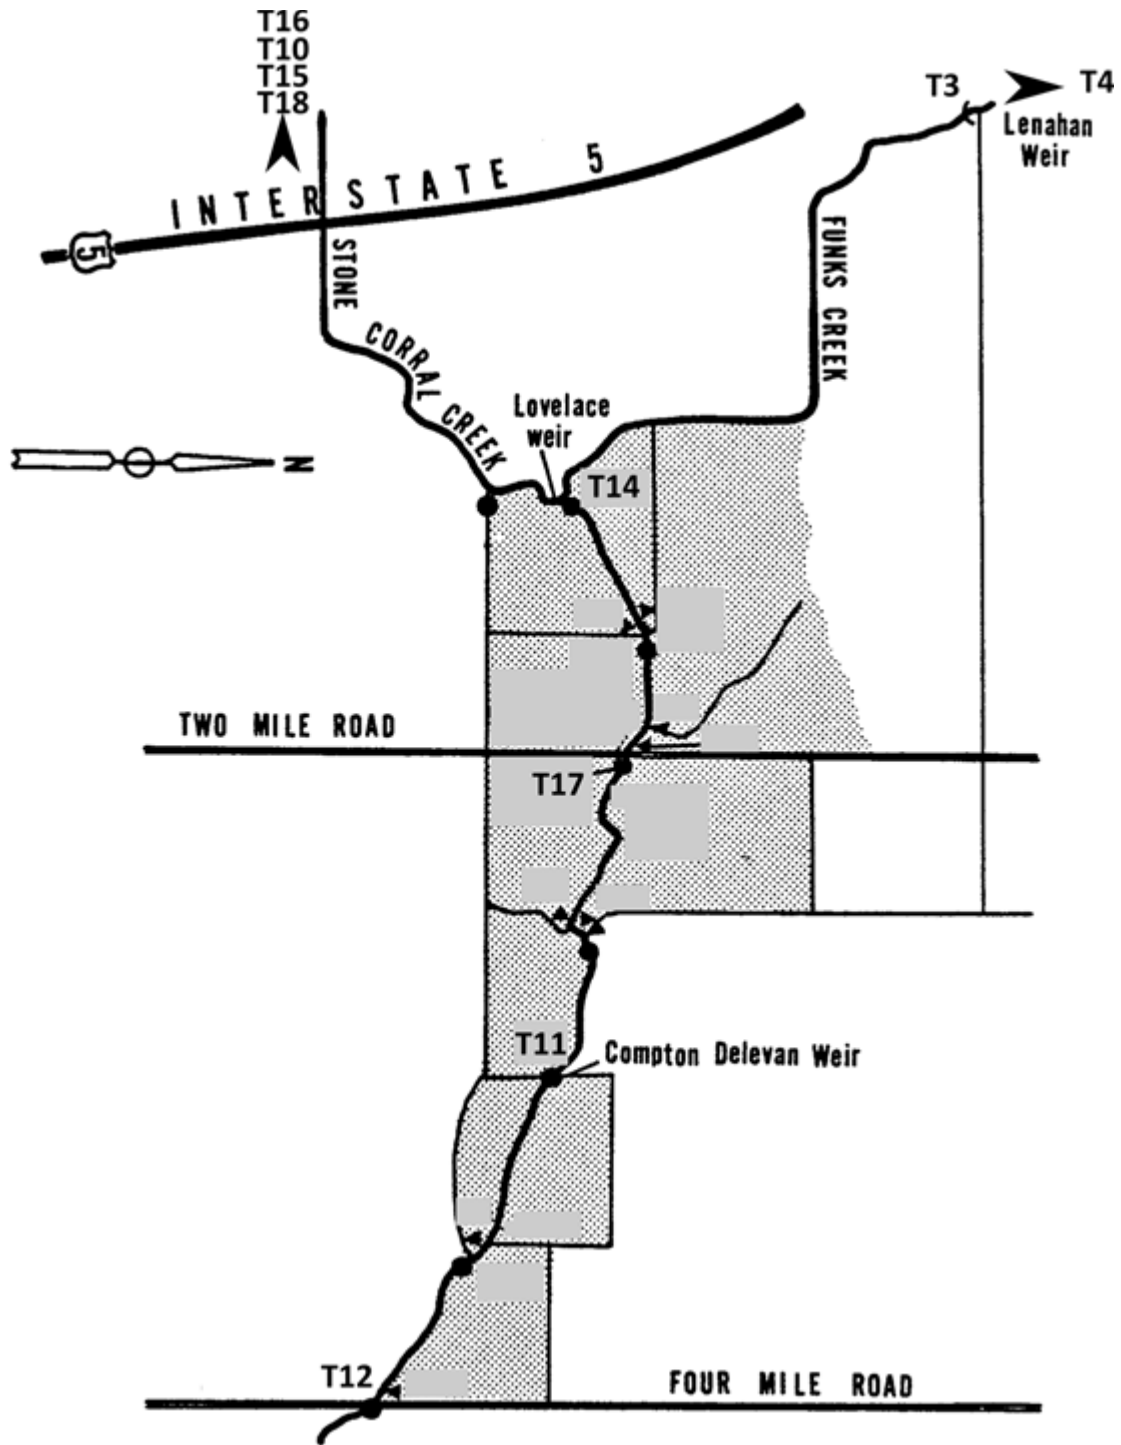 T16
T10
T15
T18
T3
T4
Lenahan
Weir
INTERSTATE 5
5
STONE
CORRAL CREEK
FUNKS CREEK
Lovelace
weir
N
T14
TWO MILE ROAD
T17
T11
Compton Delevan Weir
T12
FOUR MILE ROAD